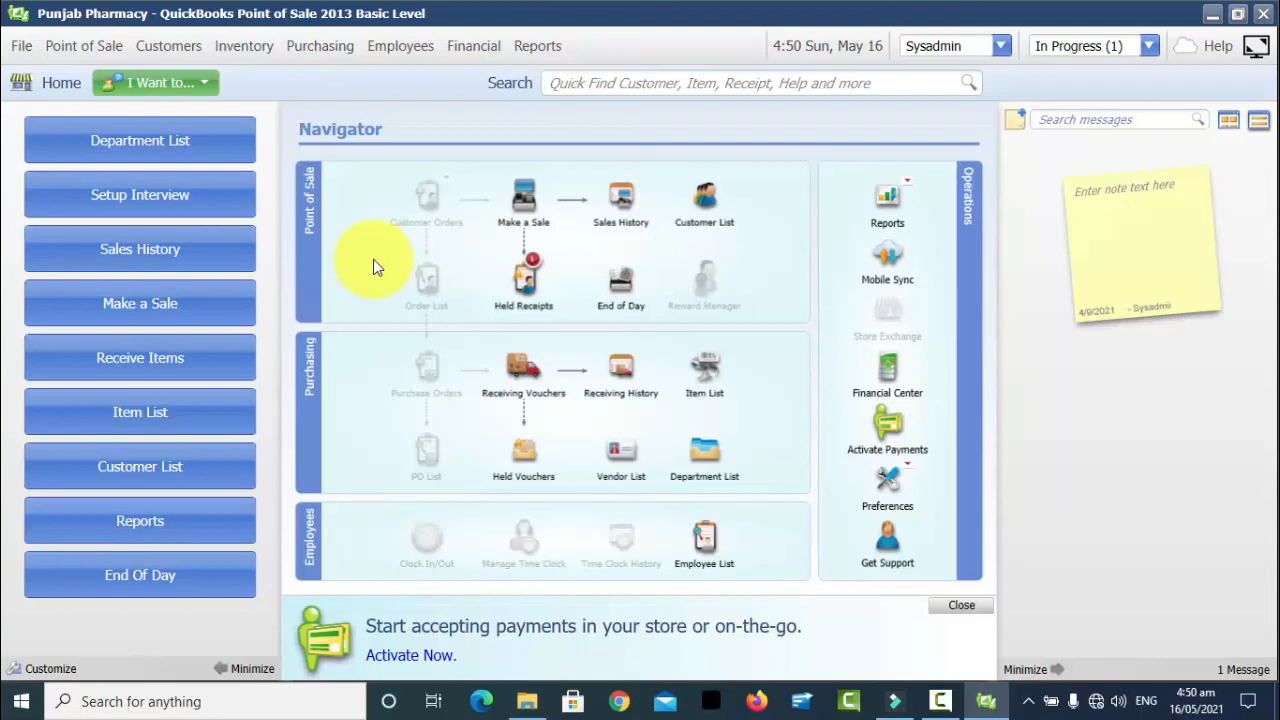 Punjab Pharmacy - QuickBooks Point of Sale 2013 Basic Level
File Point of Sale Customers Inventory Purchasing Employees Financial Reports
4:50 Sun, May 16
Sysadmin
In Progress (1)
Help
Home
I Want to...
Search
Quick Find Customer, Item, Receipt, Help and more
Department List
Setup Interview
Sales History
Make a Sale
Receive Items
Item List
Customer List
Reports
End Of Day
Customize
Minimize
Navigator
Point of Sale
Customer Orders
Make a Sale
Sales History
Customer List
Order List
Held Receipts
End of Day
Reward Manager
Purchasing
Purchase Orders
Receiving Vouchers
Receiving History
Item List
PO List
Held Vouchers
Vendor List
Department List
Employees
Clock In/Out
Manage Time Clock
Time Clock History
Employee List
Operations
Reports
Mobile Sync
Store Exchange
Financial Center
Activate Payments
Preferences
Get Support
Close
Start accepting payments in your store or on-the-go.
Activate Now.
Search messages
Enter note text here
4/9/2021 - Sysadmin
Minimize
1 Message
Search for anything
ENG
4:50 am
16/05/2021